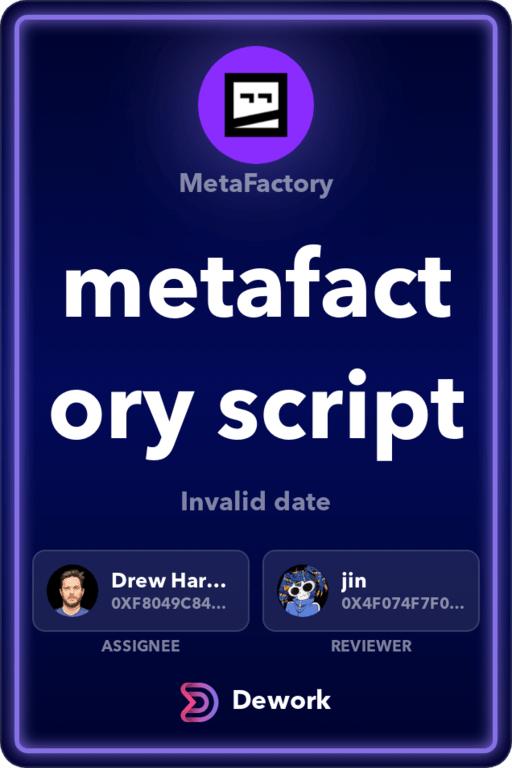 MetaFactory
metafact
ory script
Invalid date
Drew Har...
0XF8049C84...
ASSIGNEE
jin
0X4F074F7F0...
REVIEWER
Dework